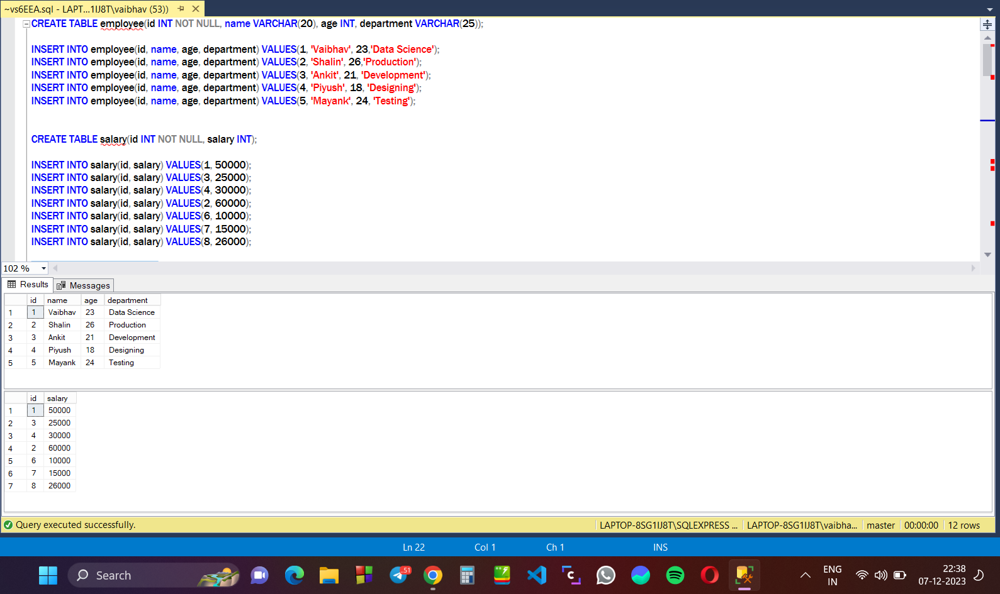 ~vs6EEA.sql - LAPT...1IJ8T\vaibhav (53))
CREATE TABLE employee(id INT NOT NULL, name VARCHAR(20), age INT, department VARCHAR(25));
INSERT INTO employee(id, name, age, department) VALUES(1, 'Vaibhav', 23,'Data Science');
INSERT INTO employee(id, name, age, department) VALUES(2, 'Shalin', 26,'Production');
INSERT INTO employee(id, name, age, department) VALUES(3, 'Ankit', 21, 'Development');
INSERT INTO employee(id, name, age, department) VALUES(4, 'Piyush', 18, 'Designing');
INSERT INTO employee(id, name, age, department) VALUES(5, 'Mayank', 24, 'Testing');
CREATE TABLE salary(id INT NOT NULL, salary INT);
INSERT INTO salary(id, salary) VALUES(1, 50000);
INSERT INTO salary(id, salary) VALUES(3, 25000);
INSERT INTO salary(id, salary) VALUES(4, 30000);
INSERT INTO salary(id, salary) VALUES(2, 60000);
INSERT INTO salary(id, salary) VALUES(6, 10000);
INSERT INTO salary(id, salary) VALUES(7, 15000);
INSERT INTO salary(id, salary) VALUES(8, 26000);
102 %
Results Messages
id name age department
1 1 Vaibhav 23 Data Science
2 2 Shalin 26 Production
3 3 Ankit 21 Development
4 4 Piyush 18 Designing
5 5 Mayank 24 Testing
id salary
1 1 50000
2 3 25000
3 4 30000
4 2 60000
5 6 10000
6 7 15000
7 8 26000
Query executed successfully. LAPTOP-8SG1IJ8T\SQLEXPRESS ... LAPTOP-8SG1IJ8T\vaibha... master 00:00:00 12 rows
Ln 22 Col 1 Ch 1 INS
Search ..51 C ENG IN 22:38 07-12-2023